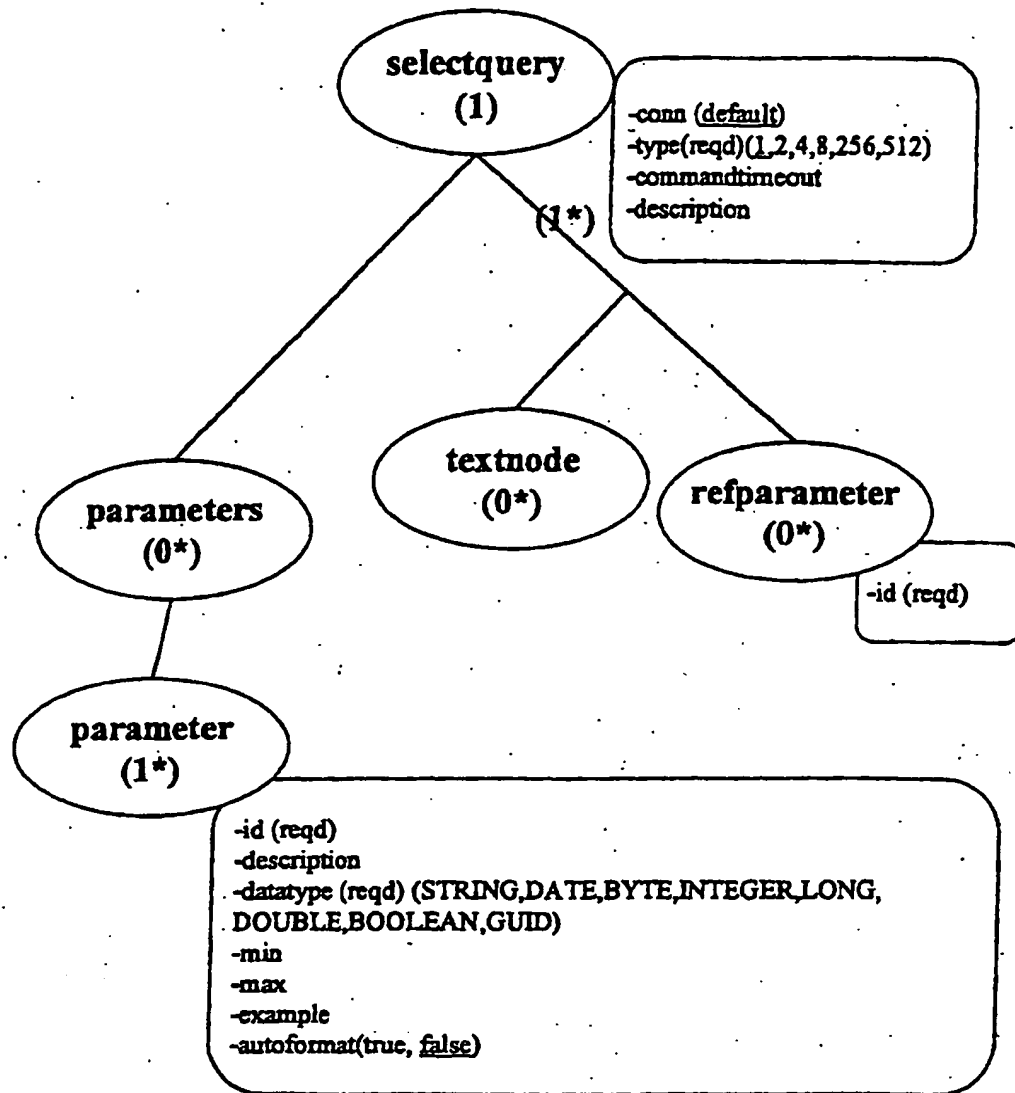 selectquery
(1)
-conn (default)
-type(reqd)(1,2,4,8,256,512)
-commandtimeout
-description
(1*)
textnode
(0*)
refparameter
(0*)
-id (reqd)
parameters
(0*)
parameter
(1*)
-id (reqd)
-description
-datatype (reqd) (STRING,DATE,BYTE,INTEGER,LONG,
DOUBLE,BOOLEAN,GUID)
-min
-max
-example
-autoformat(true, false)